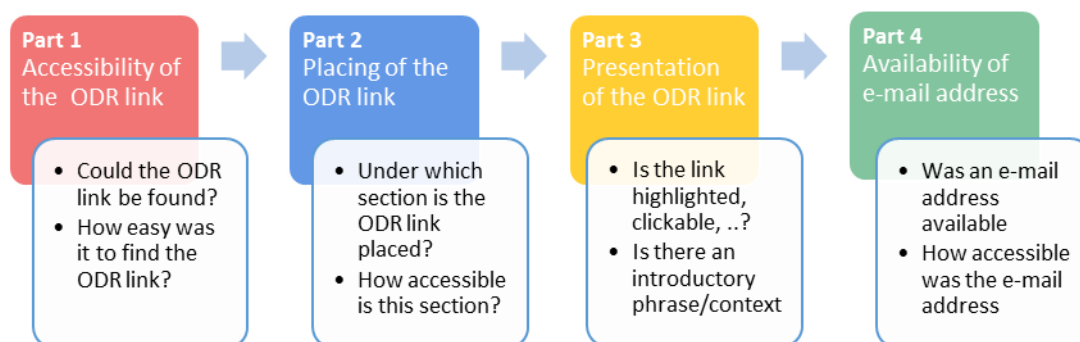 Part 1
Accessibility of
the ODR link
• Could the ODR
link be found?
• How easy was
it to find the
ODR link?
Part 2
Placing of the
ODR link
• Under which
section is the
ODR link
placed?
• How accessible
is this section?
Part 3
Presentation
of the ODR link
• Is the link
highlighted,
clickable, ..?
• Is there an
introductory
phrase/context
Part 4
Availability of
e-mail address
• Was an e-mail
address
available
• How accessible
was the e-mail
address